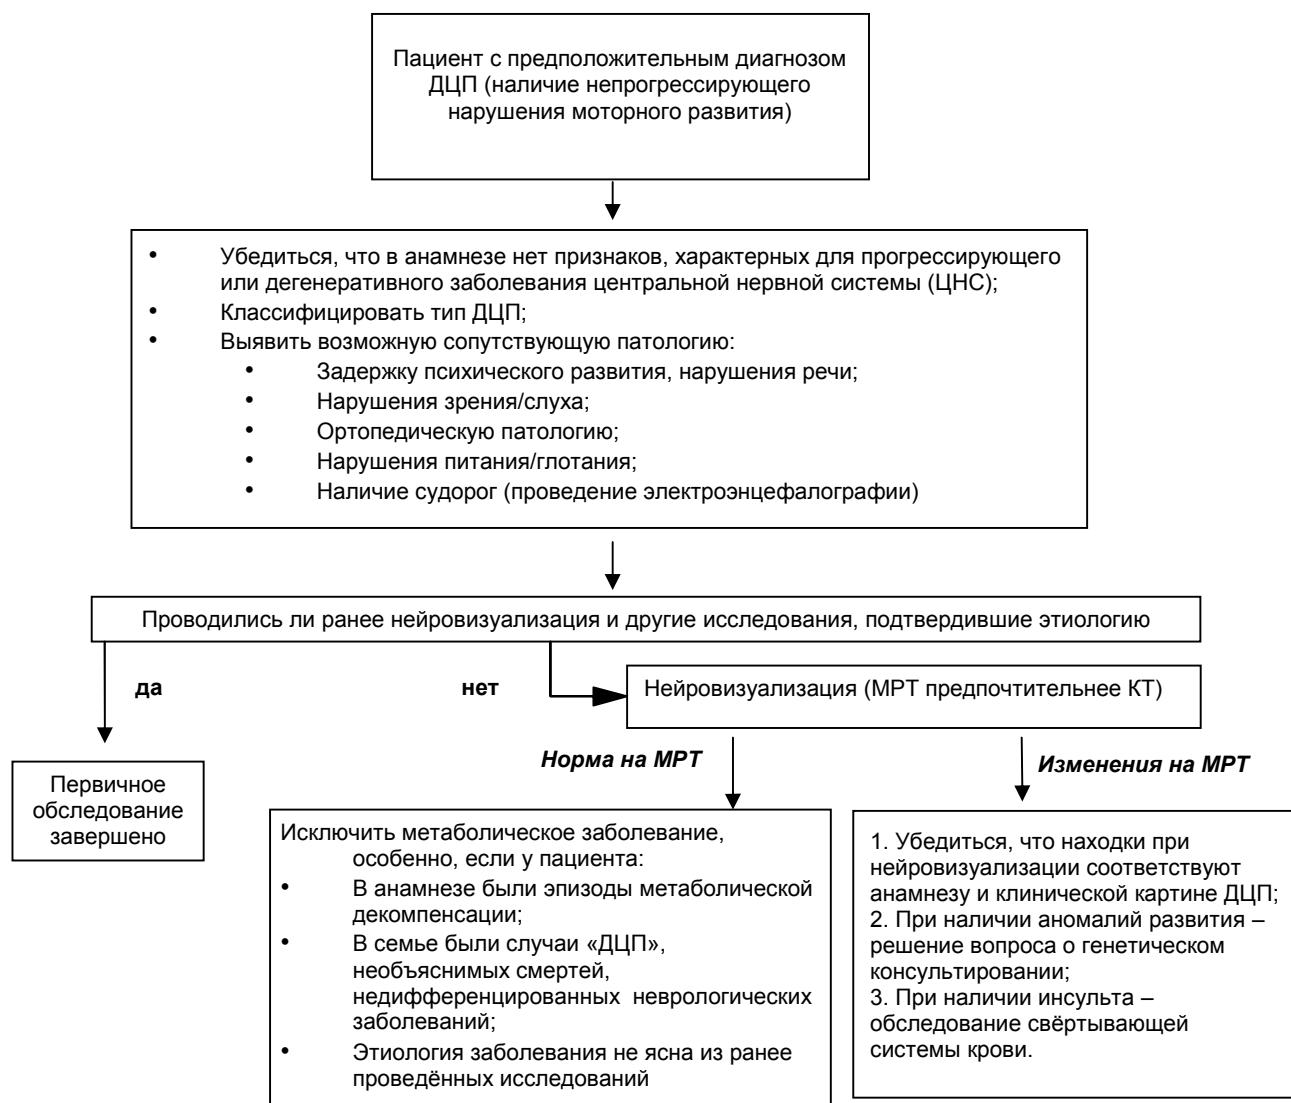 Пациент с предположительным диагнозом
ДЦП (наличие непрогрессирующего
нарушения моторного развития)
• Убедиться, что в анамнезе нет признаков, характерных для прогрессирующего
или дегенеративного заболевания центральной нервной системы (ЦНС);
• Классифицировать тип ДЦП;
• Выявить возможную сопутствующую патологию:
• Задержку психического развития, нарушения речи;
• Нарушения зрения/слуха;
• Ортопедическую патологию;
• Нарушения питания/глотания;
• Наличие судорог (проведение электроэнцефалографии)
Проводились ли ранее нейровизуализация и другие исследования, подтвердившие этиологию
да
нет
Нейровизуализация (МРТ предпочтительнее КТ)
Норма на МРТ
Изменения на МРТ
Первичное
обследование
завершено
Исключить метаболическое заболевание,
особенно, если у пациента:
• В анамнезе были эпизоды метаболической
декомпенсации;
• В семье были случаи «ДЦП»,
необъяснимых смертей,
недифференцированных неврологических
заболеваний;
• Этиология заболевания не ясна из ранее
проведённых исследований
1. Убедиться, что находки при
нейровизуализации соответствуют
анамнезу и клинической картине ДЦП;
2. При наличии аномалий развития –
решение вопроса о генетическом
консультировании;
3. При наличии инсульта –
обследование свёртывающей
системы крови.